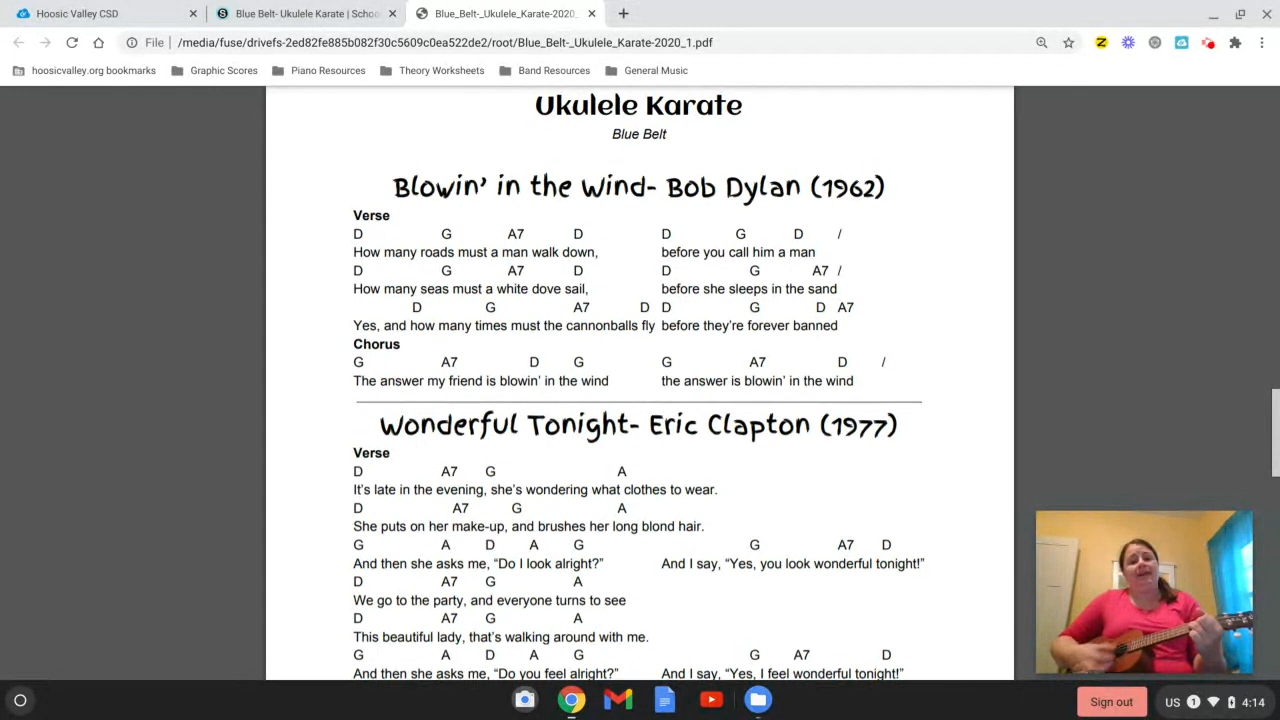 Hoosic Valley CSD
Blue Belt- Ukulele Karate | Schoo
Blue_Belt-_Ukulele_Karate-2020_
File | /media/fuse/drivefs-2ed82fe885b082f30c5609c0ea522de2/root/Blue_Belt-_Ukulele_Karate-2020_1.pdf
hoosicvalley.org bookmarks Graphic Scores Piano Resources Theory Worksheets Band Resources General Music
Ukulele Karate
Blue Belt
Blowin' in the Wind- Bob Dylan (1962)
Verse
D G A7 D D G D /
How many roads must a man walk down, before you call him a man
D G A7 D D G A7 /
How many seas must a white dove sail, before she sleeps in the sand
D G A7 D D G D A7
Yes, and how many times must the cannonballs fly before they're forever banned
Chorus
G A7 D G G A7 D /
The answer my friend is blowin' in the wind the answer is blowin' in the wind
Wonderful Tonight- Eric Clapton (1977)
Verse
D A7 G A
It's late in the evening, she's wondering what clothes to wear.
D A7 G A
She puts on her make-up, and brushes her long blond hair.
G A D A G G A7 D
And then she asks me, “Do I look alright?” And I say, “Yes, you look wonderful tonight!”
D A7 G A
We go to the party, and everyone turns to see
D A7 G A
This beautiful lady, that's walking around with me.
G A D A G G A7 D
And then she asks me, “Do you feel alright?” And I say, “Yes, I feel wonderful tonight!”
Sign out US 1 4:14